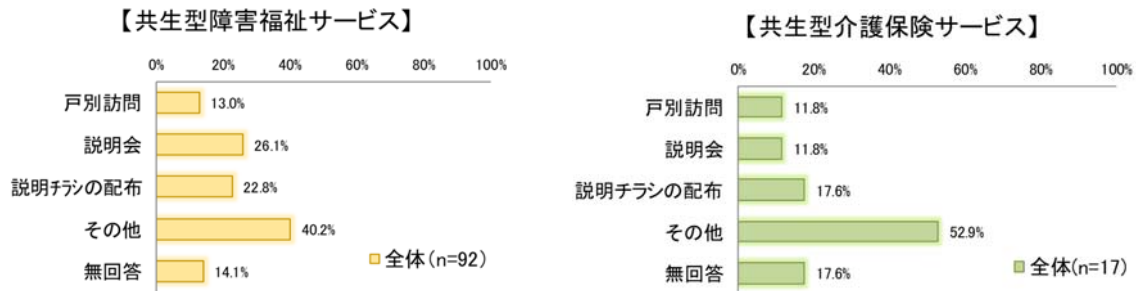 【共生型障害福祉サービス】
0% 20% 40% 60% 80% 100%
戸別訪問 13.0%
説明会 26.1%
説明チラシの配布 22.8%
その他 40.2%
無回答 14.1%
全体(n=92)
【共生型介護保険サービス】
0% 20% 40% 60% 80% 100%
戸別訪問 11.8%
説明会 11.8%
説明チラシの配布 17.6%
その他 52.9%
無回答 17.6%
全体(n=17)